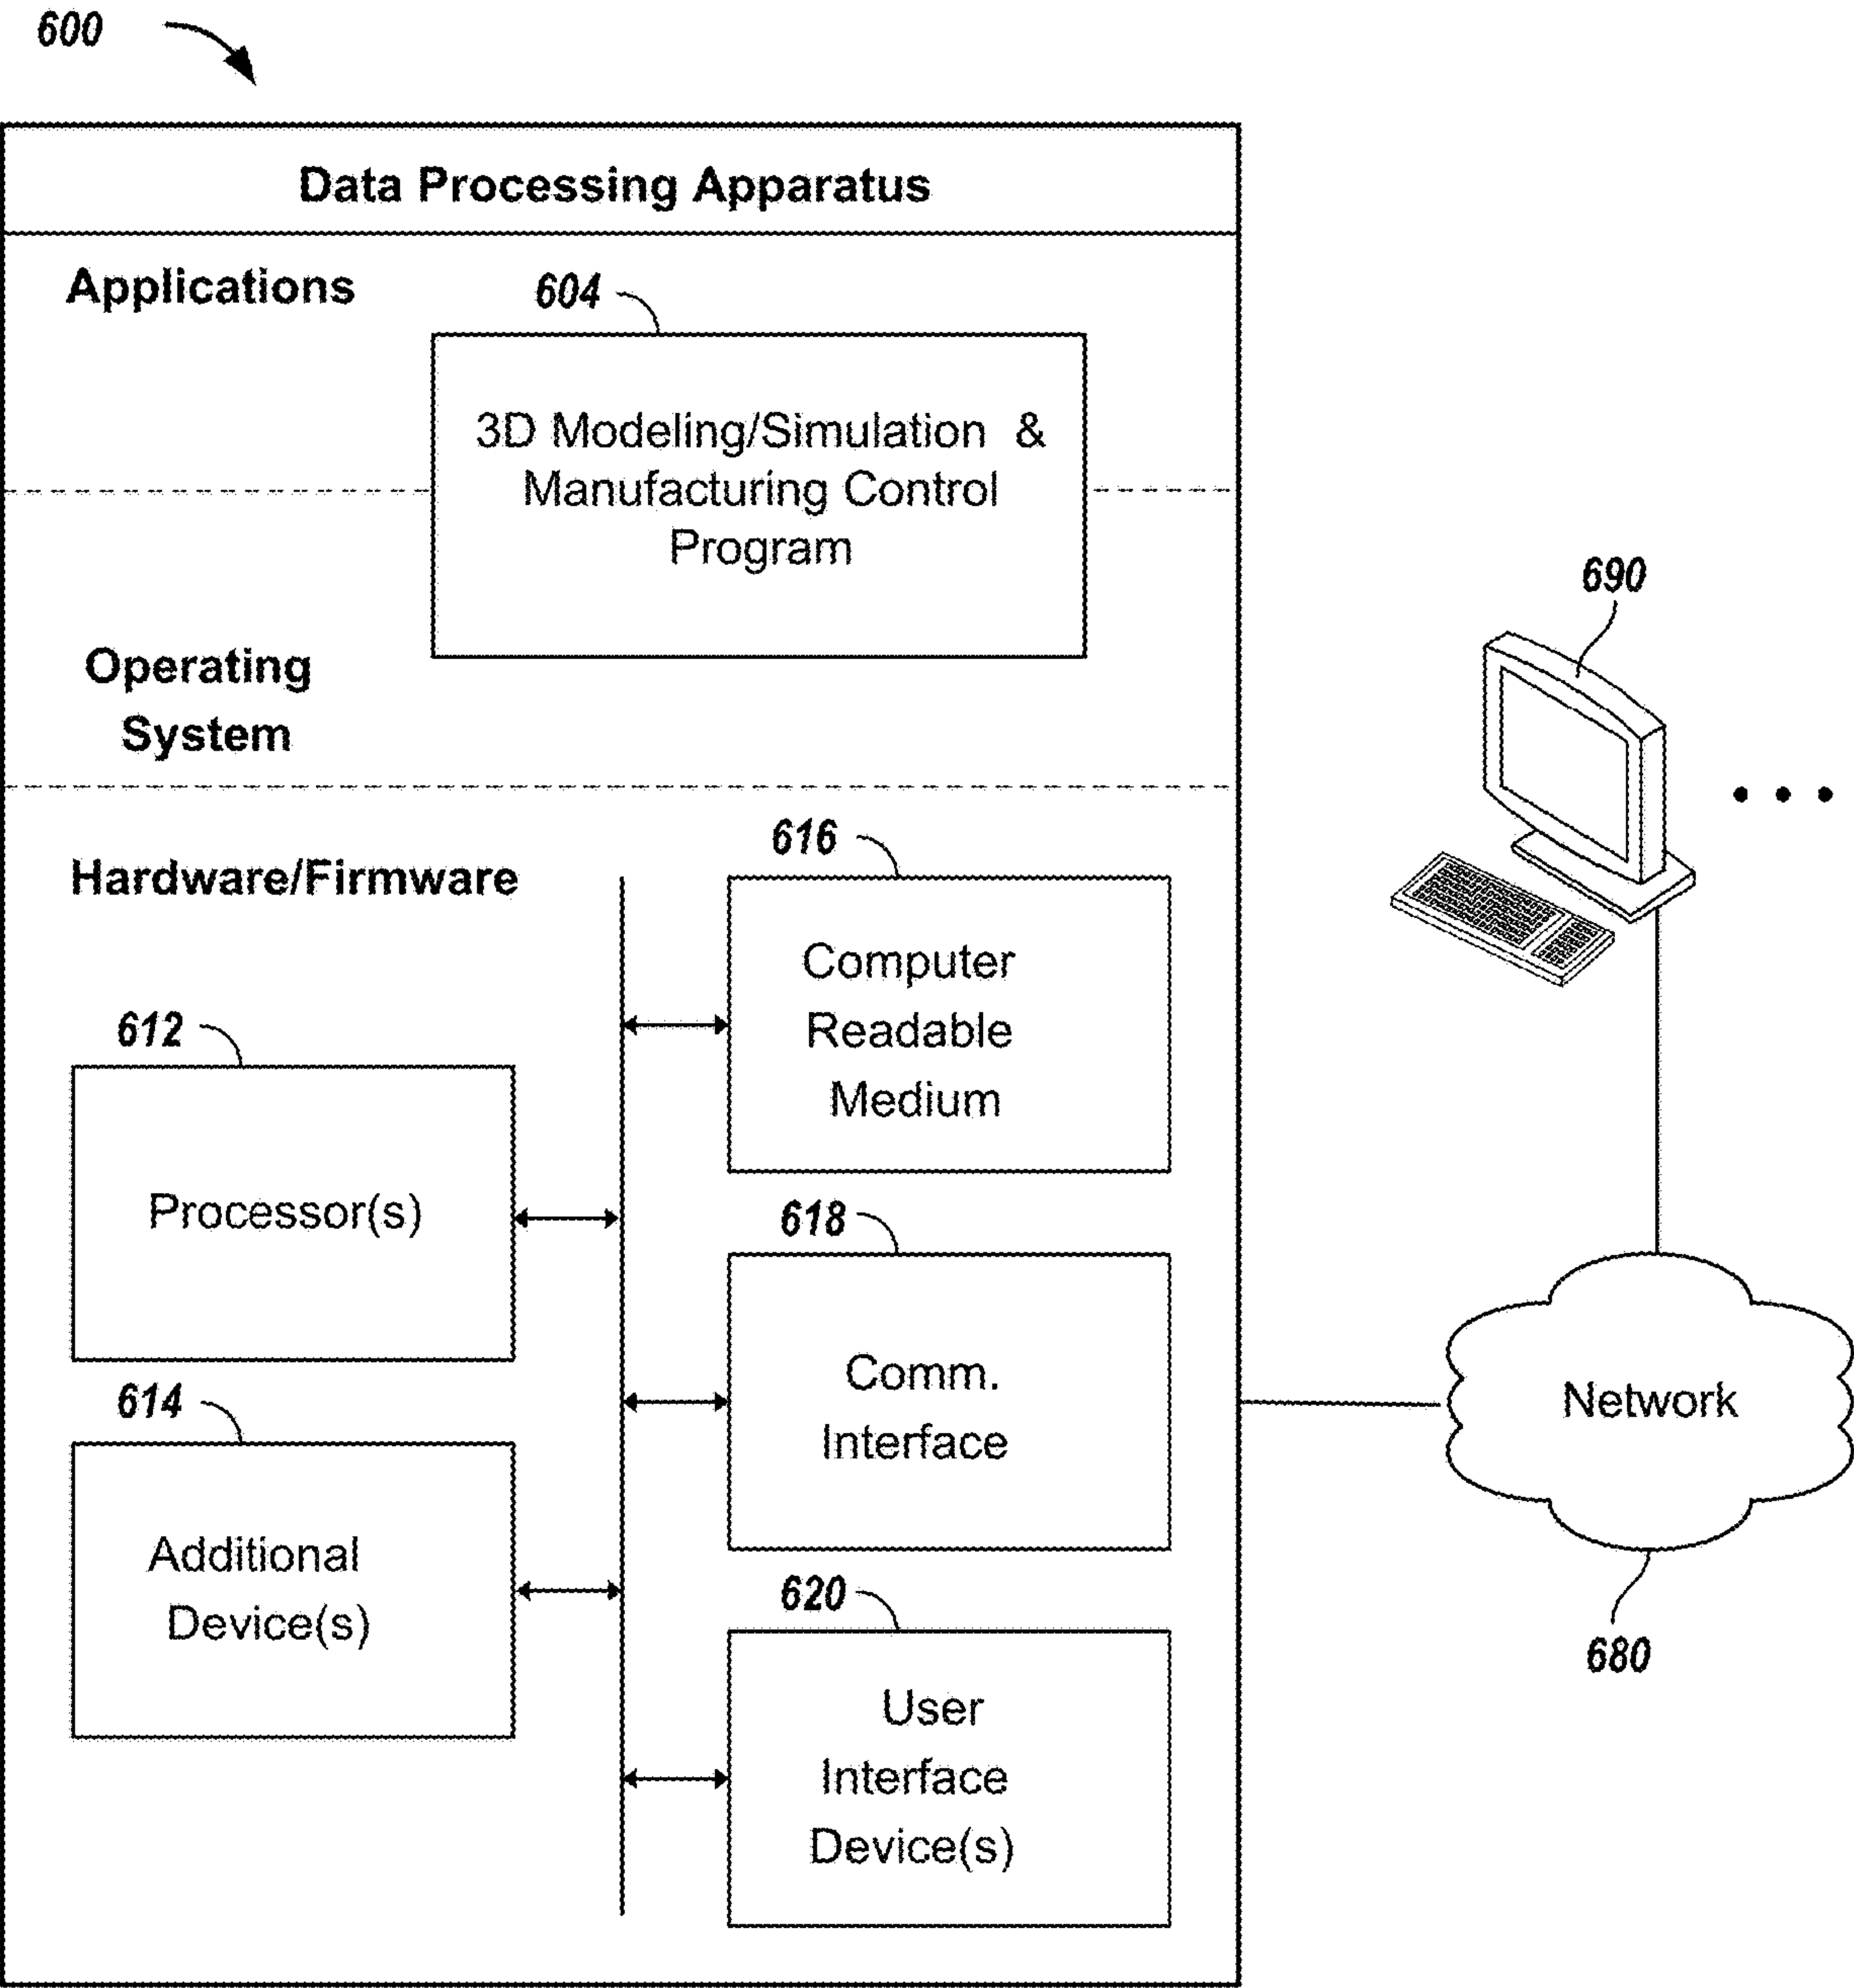 600
Data Processing Apparatus
Applications
604
3D Modeling/Simulation &
Manufacturing Control
Program
Operating
System
690
Hardware/Firmware
616
Computer
Readable
Medium
612
Processor(s)
618
Comm.
Interface
614
Additional
Device(s)
620
User
Interface
Device(s)
Network
680